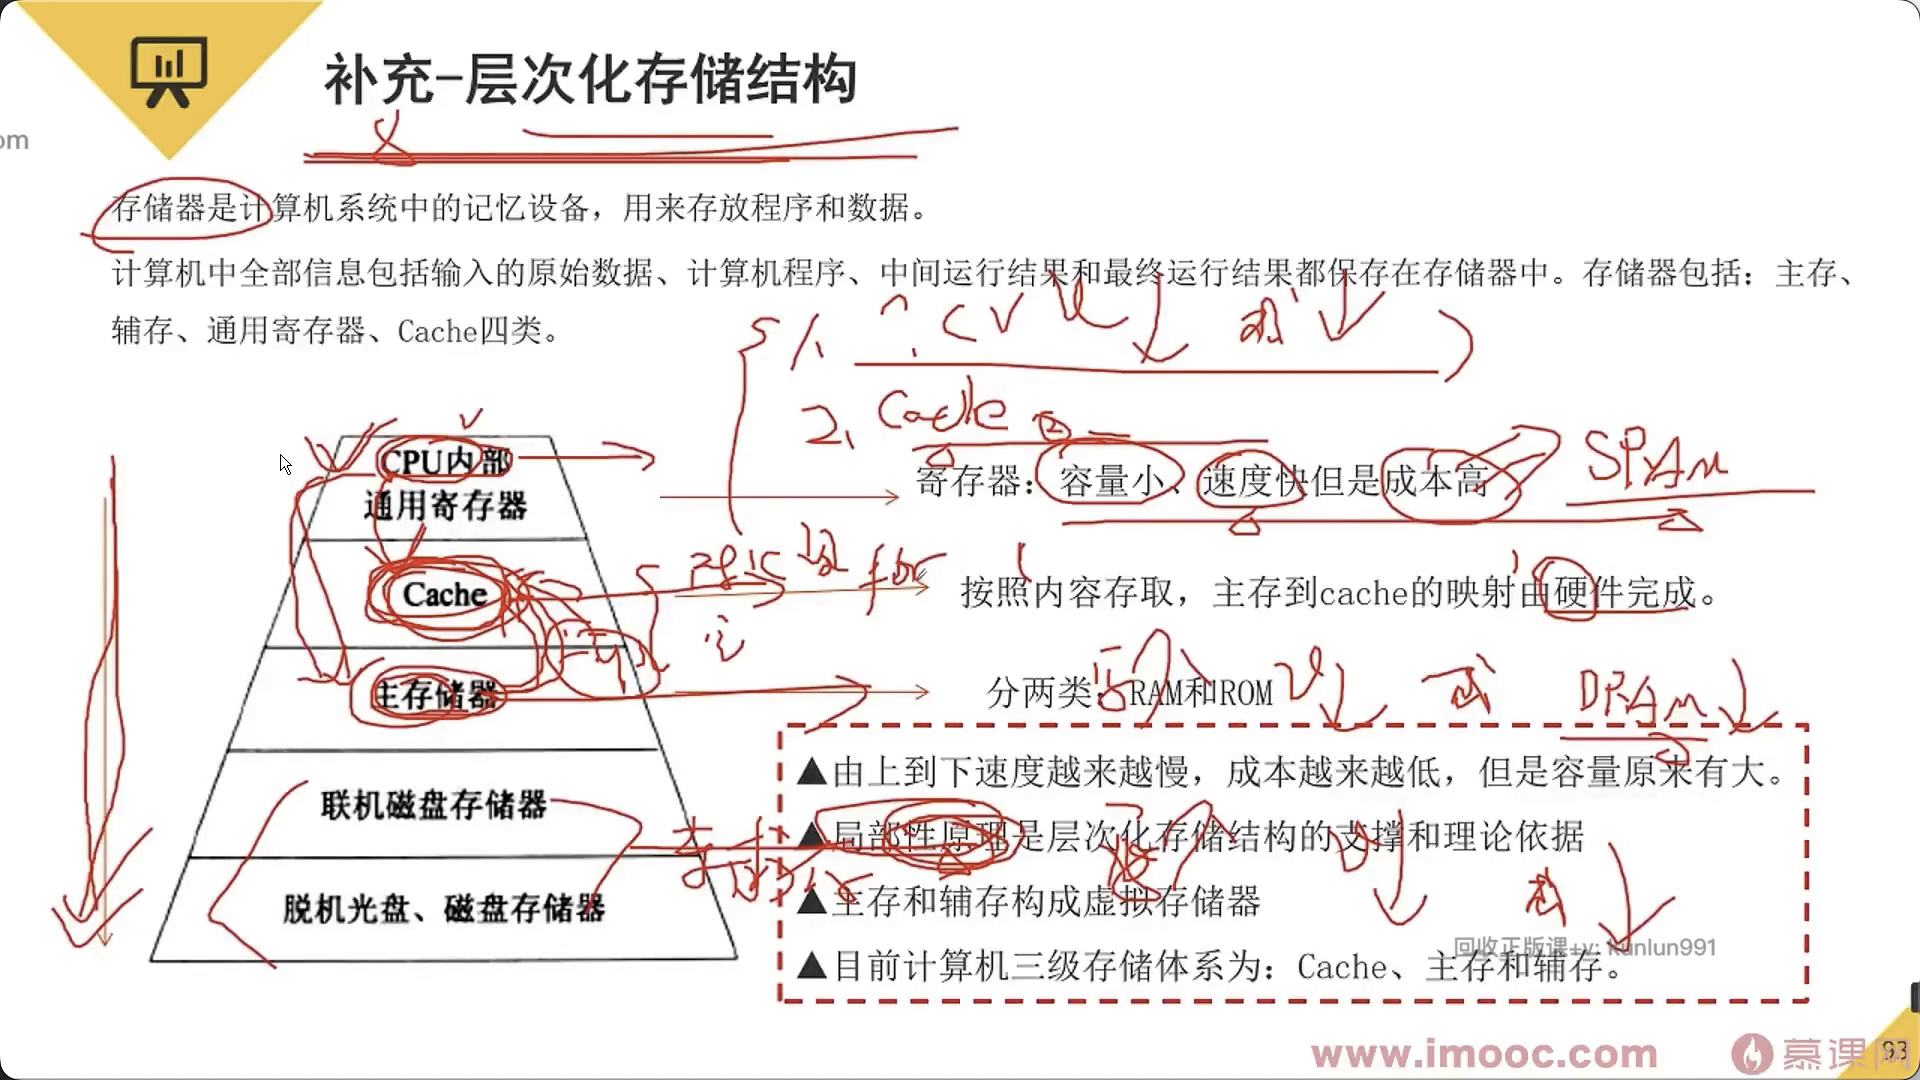 补充-层次化存储结构
om
存储器是计算机系统中的记忆设备，用来存放程序和数据。
计算机中全部信息包括输入的原始数据、计算机程序、中间运行结果和最终运行结果都保存在存储器中。存储器包括：主存、
辅存、通用寄存器、Cache四类。
1、
2、Cache
CPU内部
通用寄存器
寄存器：容量小、速度快但是成本高
SRAM
Cache
按照内容存取，主存到cache的映射由硬件完成。
主存储器
分两类：RAM和ROM
DRAM
联机磁盘存储器
脱机光盘、磁盘存储器
▲由上到下速度越来越慢，成本越来越低，但是容量原来有大。
▲局部性原理是层次化存储结构的支撑和理论依据
▲主存和辅存构成虚拟存储器
▲目前计算机三级存储体系为：Cache、主存和辅存。
回收正版课+v: kunlun991
www.imooc.com
慕课网
93